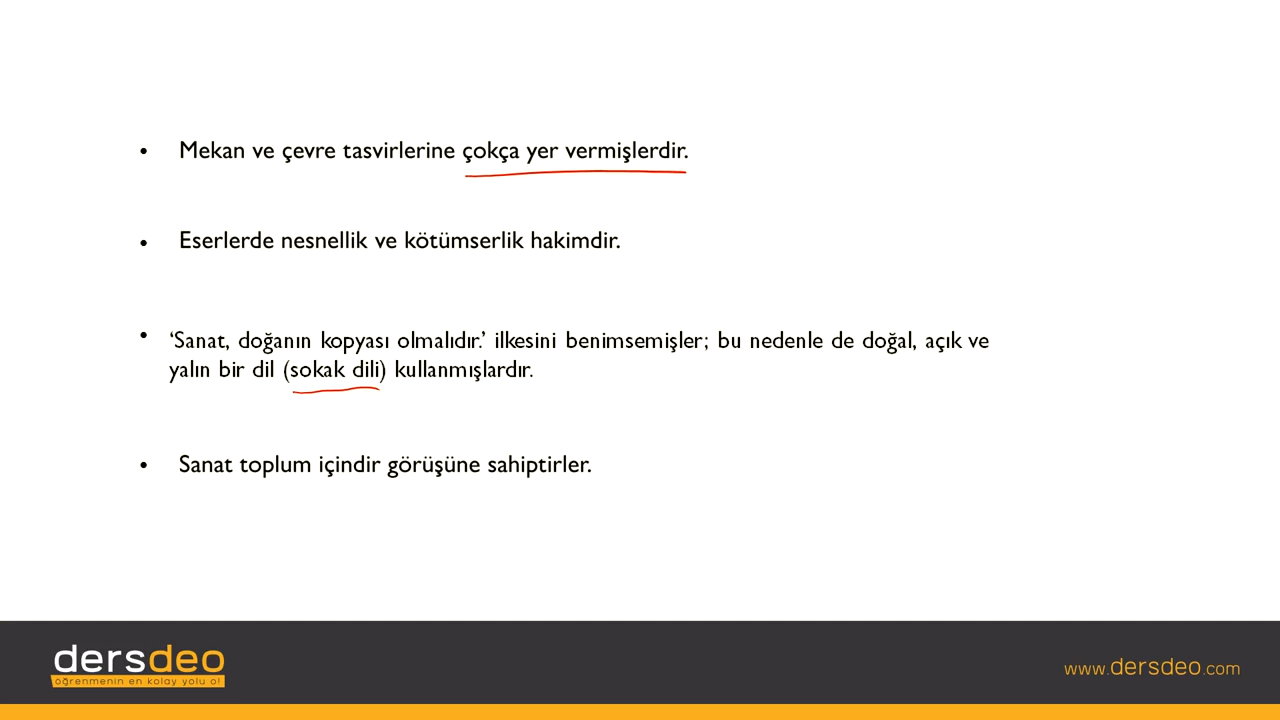 • Mekan ve çevre tasvirlerine çokça yer vermişlerdir.
• Eserlerde nesnellik ve kötümserlik hakimdir.
• ‘Sanat, doğanın kopyası olmalıdır.’ ilkesini benimsemişler; bu nedenle de doğal, açık ve
yalın bir dil (sokak dili) kullanmışlardır.
• Sanat toplum içindir görüşüne sahiptirler.
dersdeo
öğrenmenin en kolay yolu o!
www.dersdeo.com